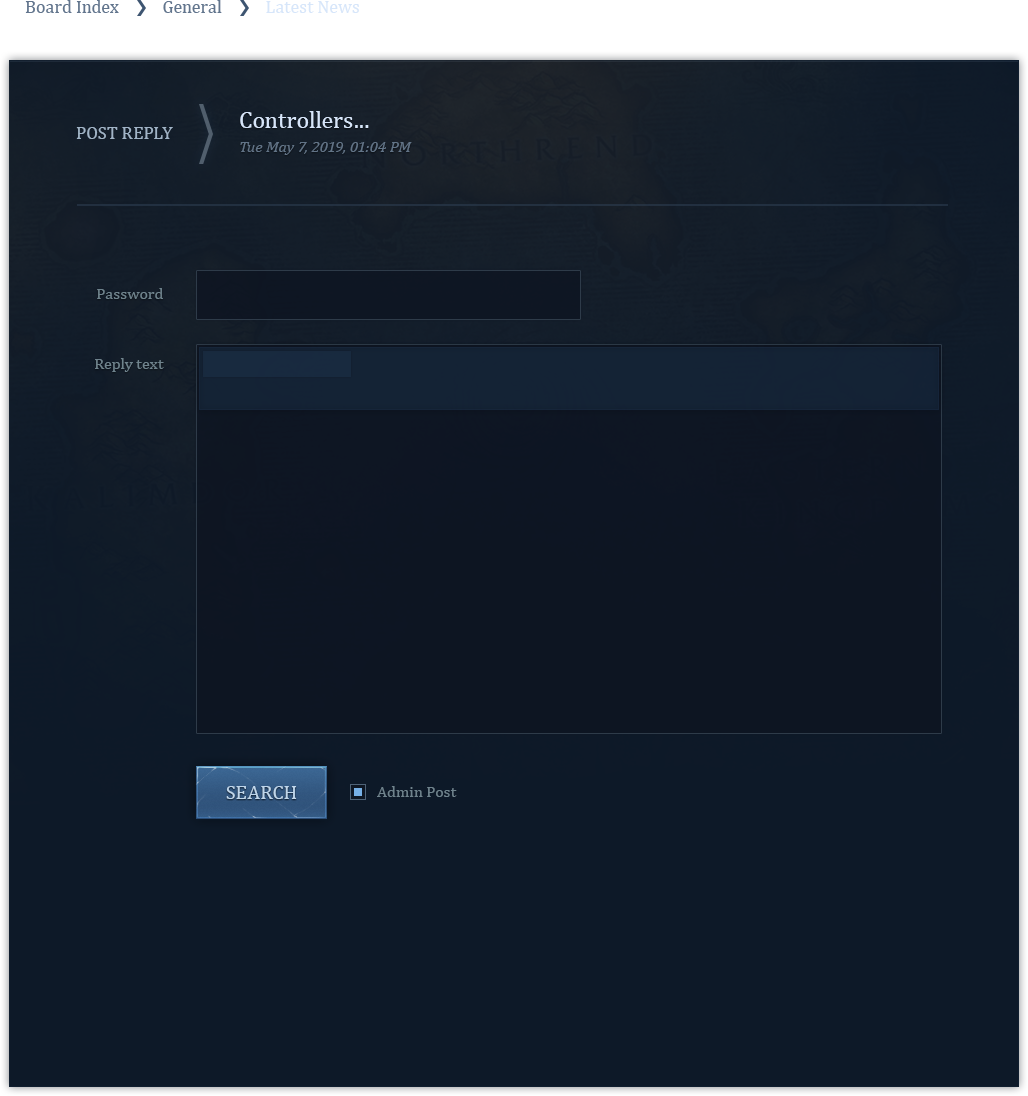 Board Index ❯ General ❯ Latest News
POST REPLY
Controllers...
Tue May 7, 2019, 01:04 PM
ORTHREND
Password
Reply text
SEARCH
Admin Post